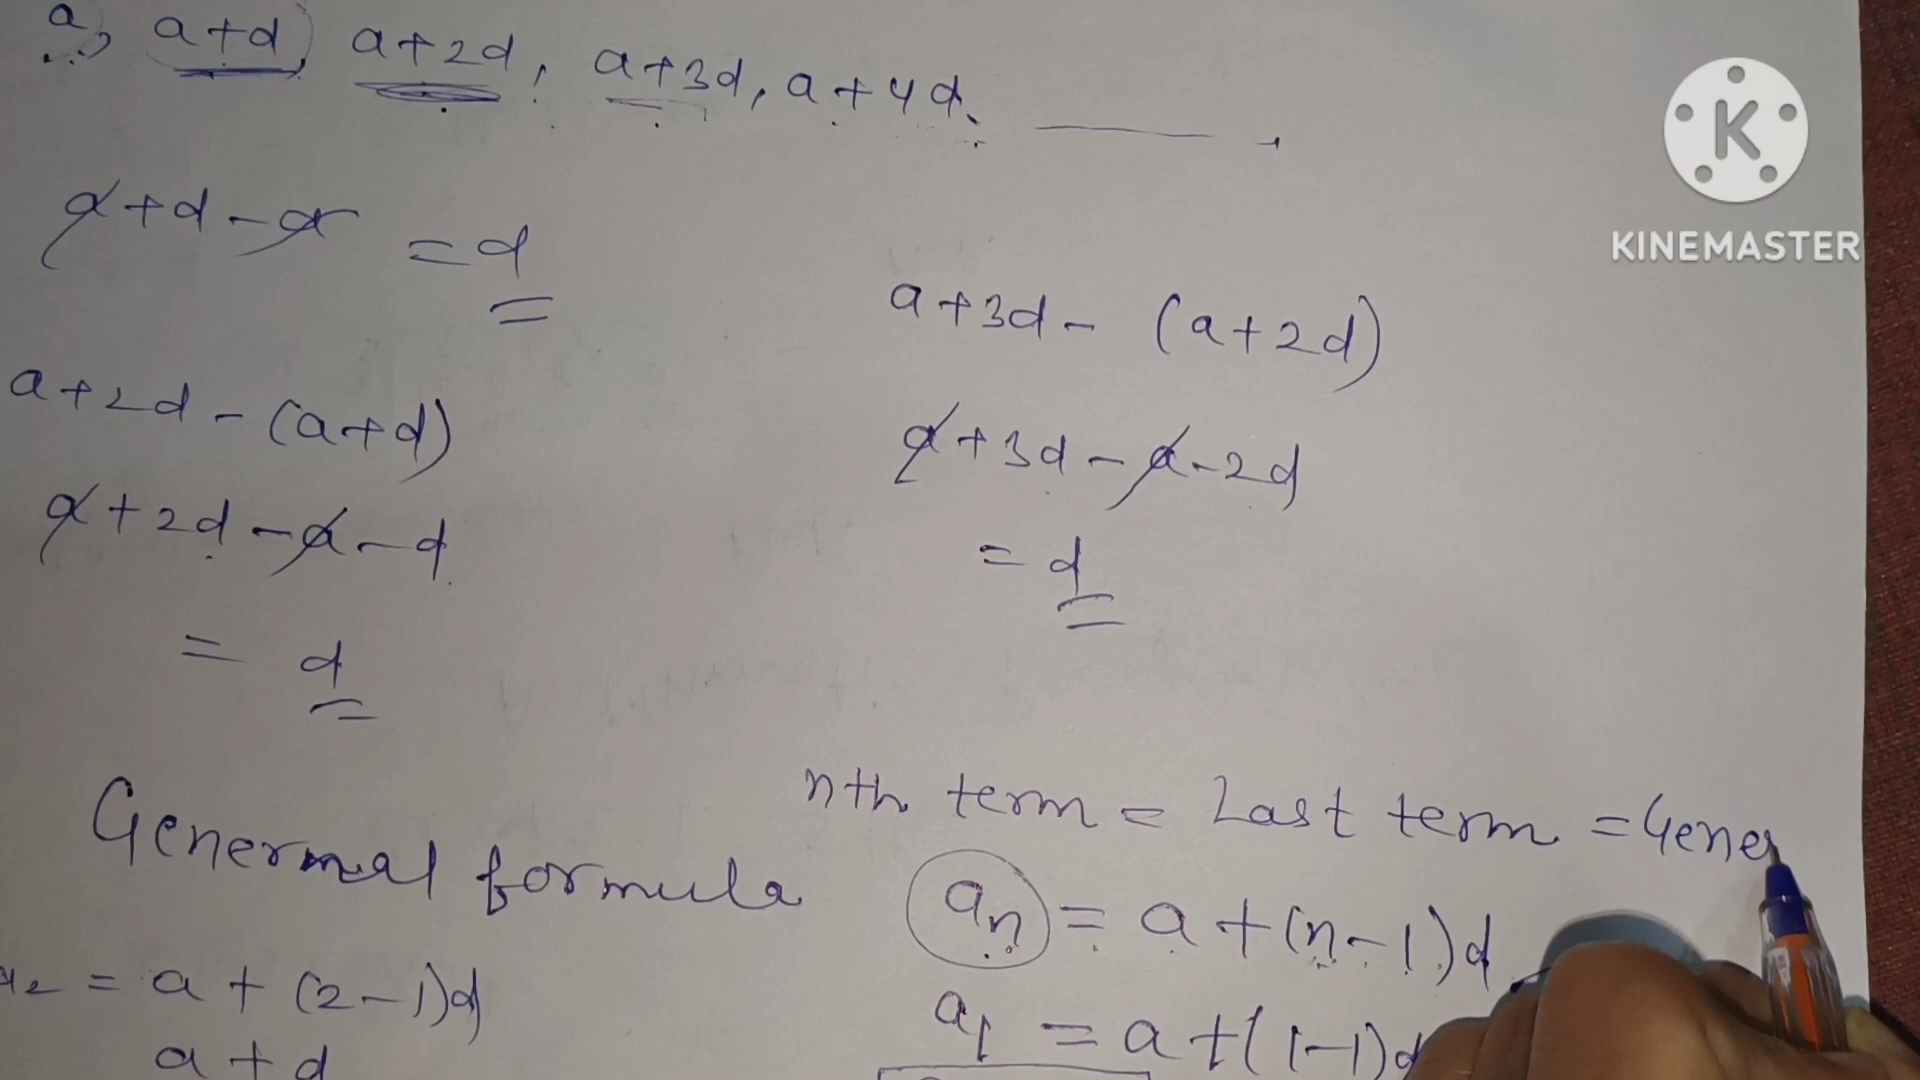 a, a+d, a+2d, a+3d, a+4d,
a+d-a = d
a+2d-(a+d)
a+2d-a-d
= d
a+3d-(a+2d)
a+3d-a-2d
= d
Genermal formula
a2 = a+(2-1)d
a+d
nth term = Last term = Gener
an = a+(n-1)d
a1 = a+(1-1)d
K
KINEMASTER